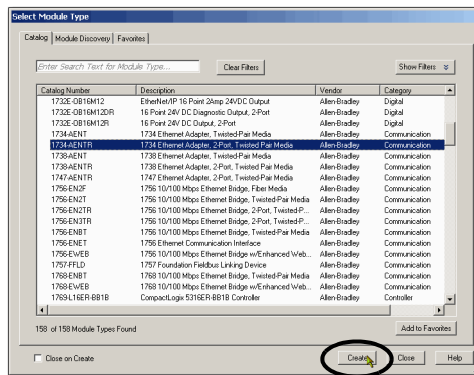 Select Module Type
Catalog Module Discovery Favorites
Enter Search Text for Module Type... Clear Filters Show Filters
Catalog Number Description Vendor Category
1732E-OB16M12 EtherNet/IP 16 Point 2Amp 24VDC Output Allen-Bradley Digital
1732E-OB16M12DR 16 Point 24V DC Diagnostic Output, 2-Port Allen-Bradley Digital
1732E-OB16M12R 16 Point 24V DC Output, 2-Port Allen-Bradley Digital
1734-AENT 1734 Ethernet Adapter, Twisted-Pair Media Allen-Bradley Communication
1734-AENTR 1734 Ethernet Adapter, 2-Port, Twisted-Pair Media Allen-Bradley Communication
1738-AENT 1738 Ethernet Adapter, Twisted-Pair Media Allen-Bradley Communication
1738-AENTR 1738 Ethernet Adapter, 2-Port, Twisted-Pair Media Allen-Bradley Communication
1747-AENTR 1747 Ethernet Adapter, 2-Port, Twisted-Pair Media Allen-Bradley Communication
1756-EN2F 1756 10/100 Mbps Ethernet Bridge, Fiber Media Allen-Bradley Communication
1756-EN2T 1756 10/100 Mbps Ethernet Bridge, Twisted-Pair Media Allen-Bradley Communication
1756-EN2TR 1756 10/100 Mbps Ethernet Bridge, 2-Port, Twisted-P... Allen-Bradley Communication
1756-EN3TR 1756 10/100 Mbps Ethernet Bridge, 2-Port, Twisted-P... Allen-Bradley Communication
1756-ENBT 1756 10/100 Mbps Ethernet Bridge, Twisted-Pair Media Allen-Bradley Communication
1756-ENET 1756 Ethernet Communication Interface Allen-Bradley Communication
1756-EWEB 1756 10/100 Mbps Ethernet Bridge w/Enhanced Web... Allen-Bradley Communication
1757-FFLD 1757 Foundation Fieldbus Linking Device Allen-Bradley Communication
1768-ENBT 1768 10/100 Mbps Ethernet Bridge, Twisted-Pair Media Allen-Bradley Communication
1768-EWEB 1768 10/100 Mbps Ethernet Bridge w/Enhanced Web... Allen-Bradley Communication
1769-L16ER-BB1B CompactLogix 5316ER-BB1B Controller Allen-Bradley Controller
158 of 158 Module Types Found Add to Favorites
Close on Create Create Close Help